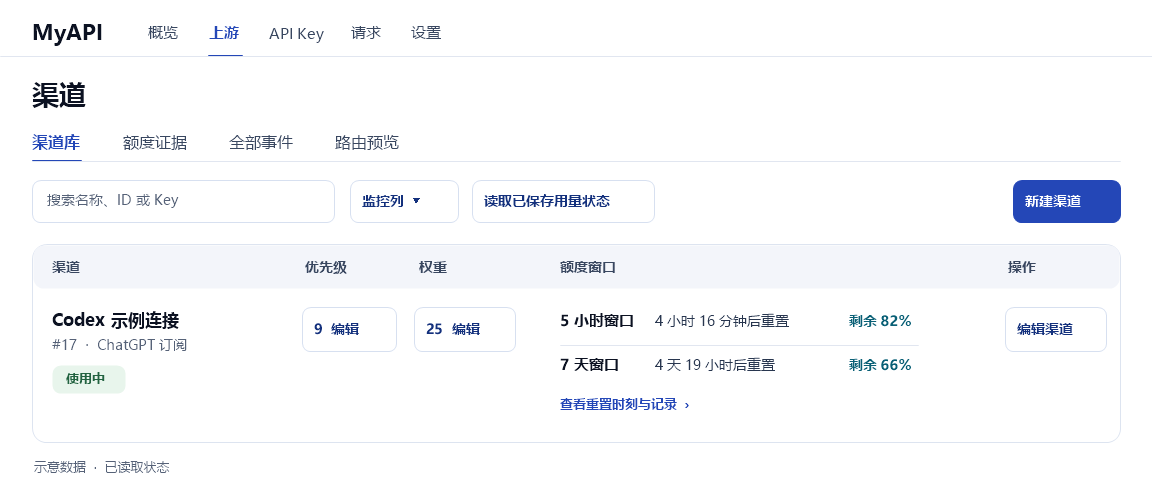 MyAPI 概览 上游 API Key 请求 设置
渠道
渠道库 额度证据 全部事件 路由预览
搜索名称、ID 或 Key 监控列 ▼ 读取已保存用量状态 新建渠道
渠道 优先级 权重 额度窗口 操作
Codex 示例连接 9 编辑 25 编辑 5 小时窗口 4 小时 16 分钟后重置 剩余 82% 编辑渠道
#17 · ChatGPT 订阅
7 天窗口 4 天 19 小时后重置 剩余 66%
使用中
查看重置时刻与记录 ›
示意数据 · 已读取状态